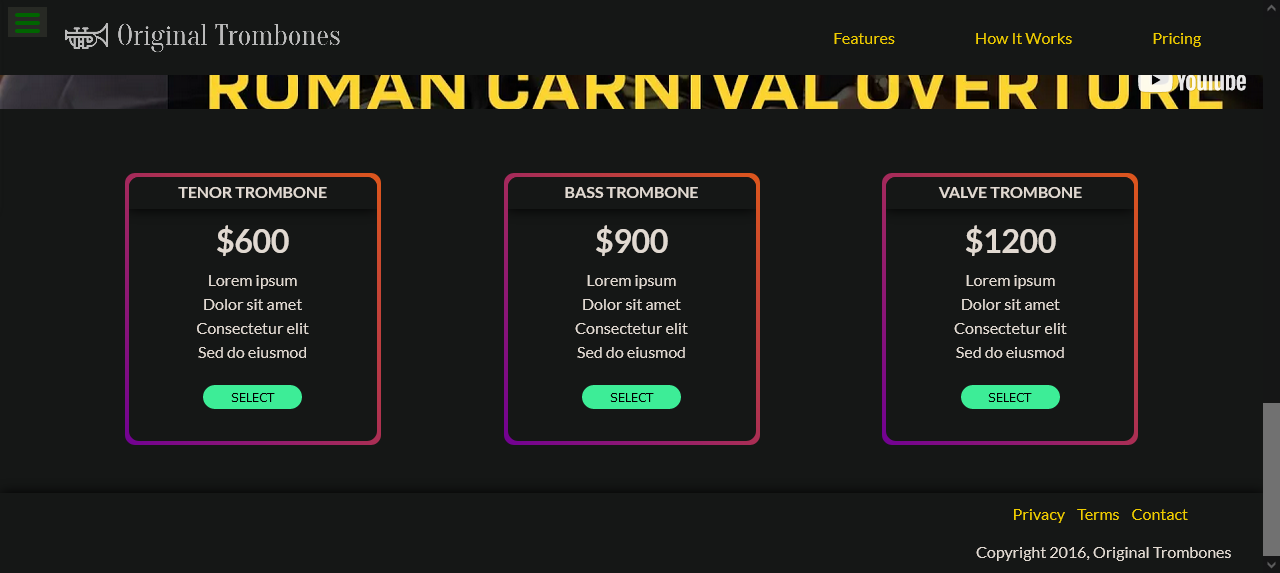 Original Trombones
Features
How It Works
Pricing
ROMAN CARNIVAL OVERTURE
YouTube
TENOR TROMBONE
$600
Lorem ipsum
Dolor sit amet
Consectetur elit
Sed do eiusmod
SELECT
BASS TROMBONE
$900
Lorem ipsum
Dolor sit amet
Consectetur elit
Sed do eiusmod
SELECT
VALVE TROMBONE
$1200
Lorem ipsum
Dolor sit amet
Consectetur elit
Sed do eiusmod
SELECT
Privacy Terms Contact
Copyright 2016, Original Trombones